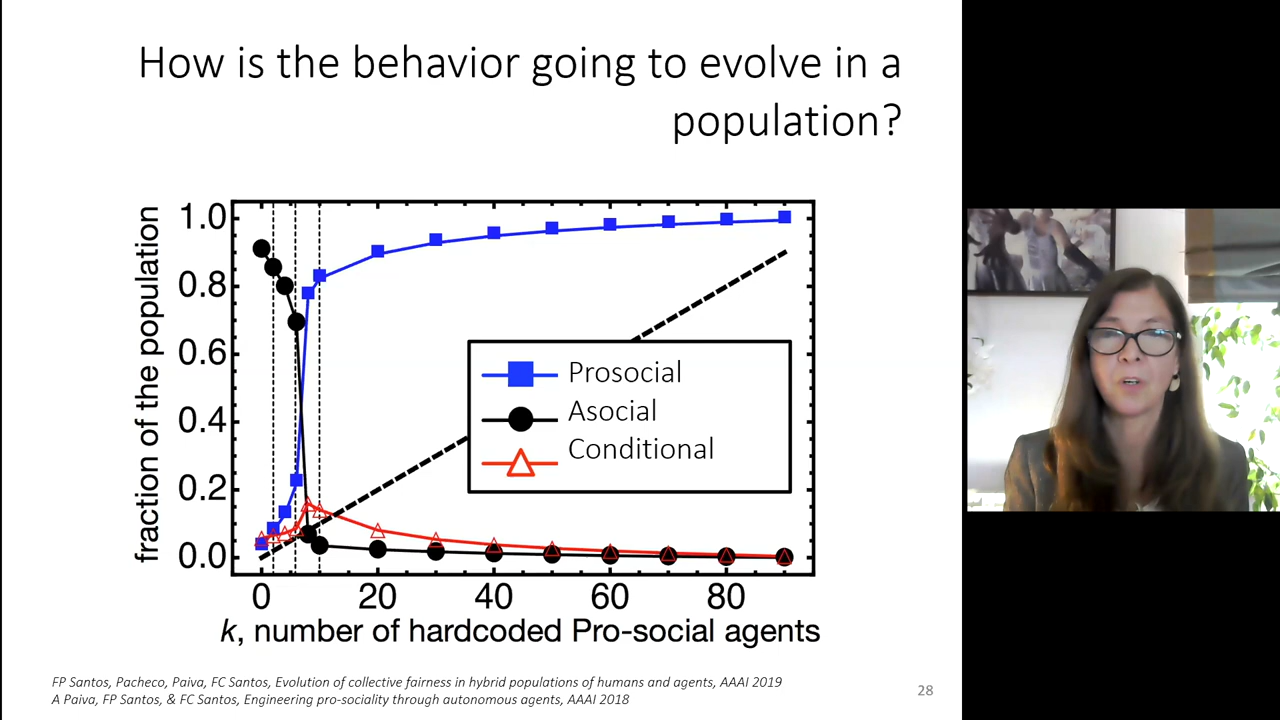 How is the behavior going to evolve in a
population?
fraction of the population
1.0
0.8
0.6
0.4
0.2
0.0
Prosocial
Asocial
Conditional
0 20 40 60 80
k, number of hardcoded Pro-social agents
FP Santos, Pacheco, Paiva, FC Santos, Evolution of collective fairness in hybrid populations of humans and agents, AAAI 2019
A Paiva, FP Santos, & FC Santos, Engineering pro-sociality through autonomous agents, AAAI 2018
28